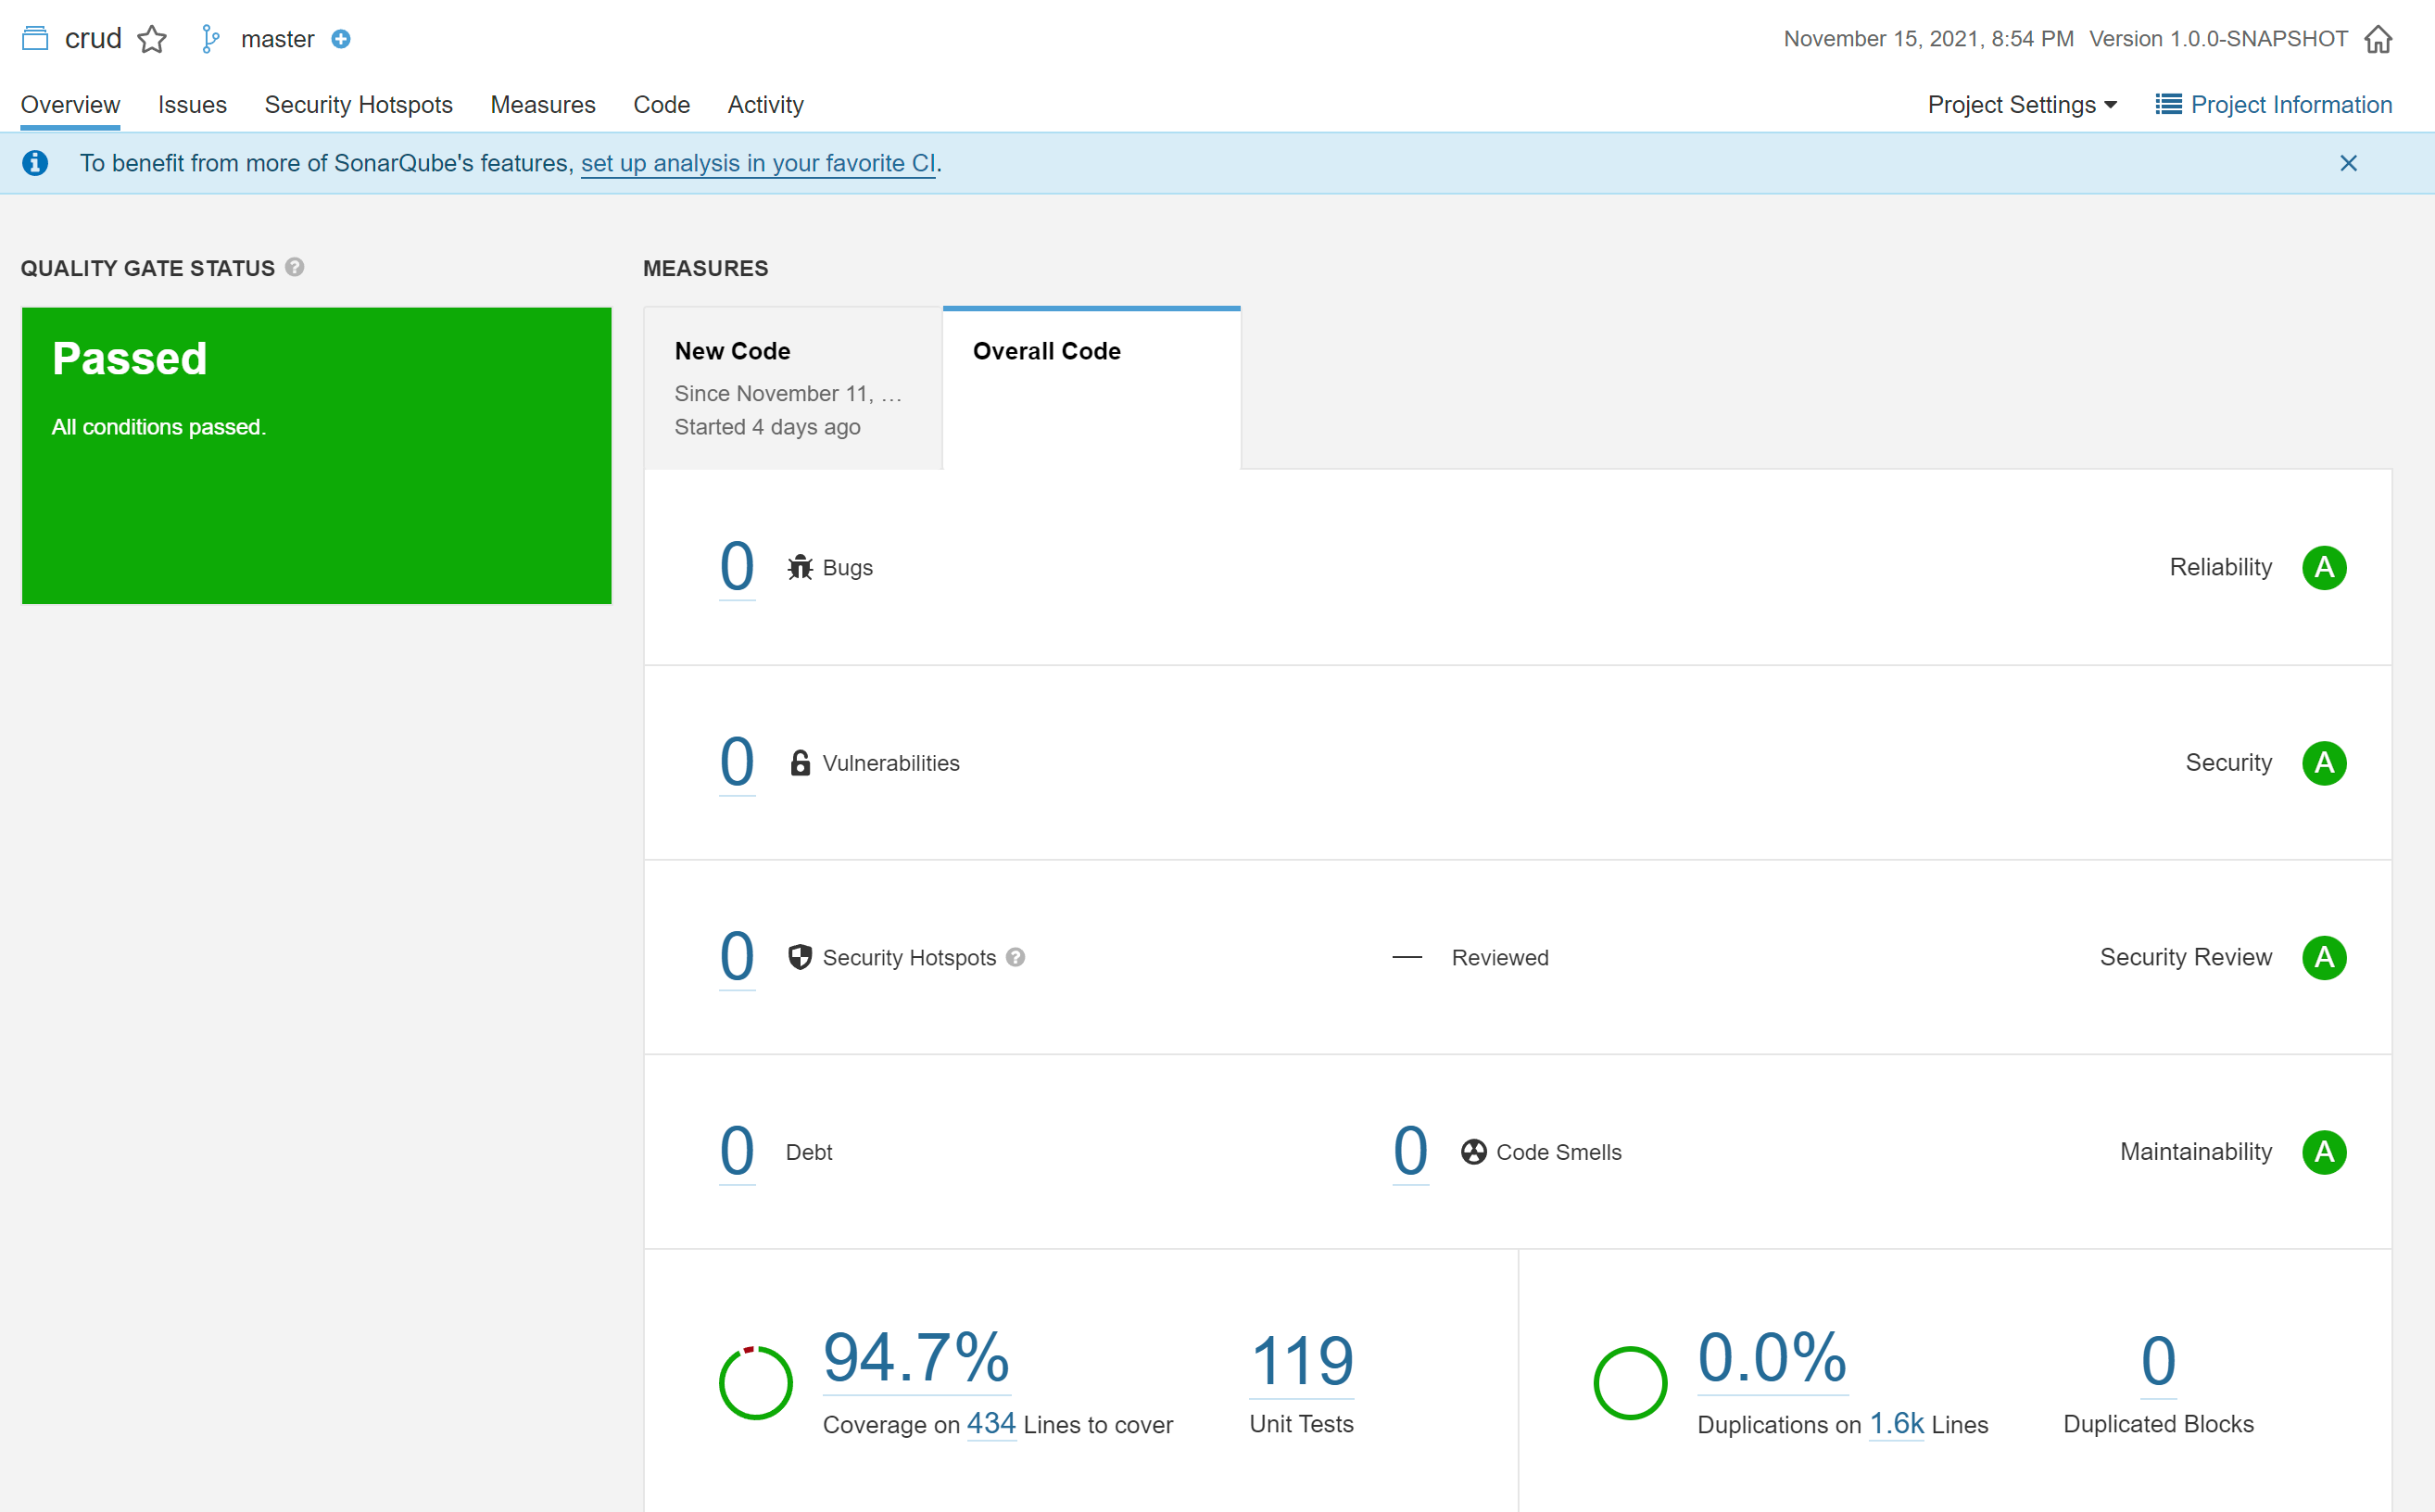 crud master November 15, 2021, 8:54 PM Version 1.0.0-SNAPSHOT
Overview Issues Security Hotspots Measures Code Activity Project Settings Project Information
To benefit from more of SonarQube's features, set up analysis in your favorite CI.
QUALITY GATE STATUS ?
Passed
All conditions passed.
MEASURES
New Code
Since November 11, …
Started 4 days ago
Overall Code
0 Bugs Reliability A
0 Vulnerabilities Security A
0 Security Hotspots ? — Reviewed Security Review A
0 Debt 0 Code Smells Maintainability A
94.7%
Coverage on 434 Lines to cover
119
Unit Tests
0.0%
Duplications on 1.6k Lines
0
Duplicated Blocks